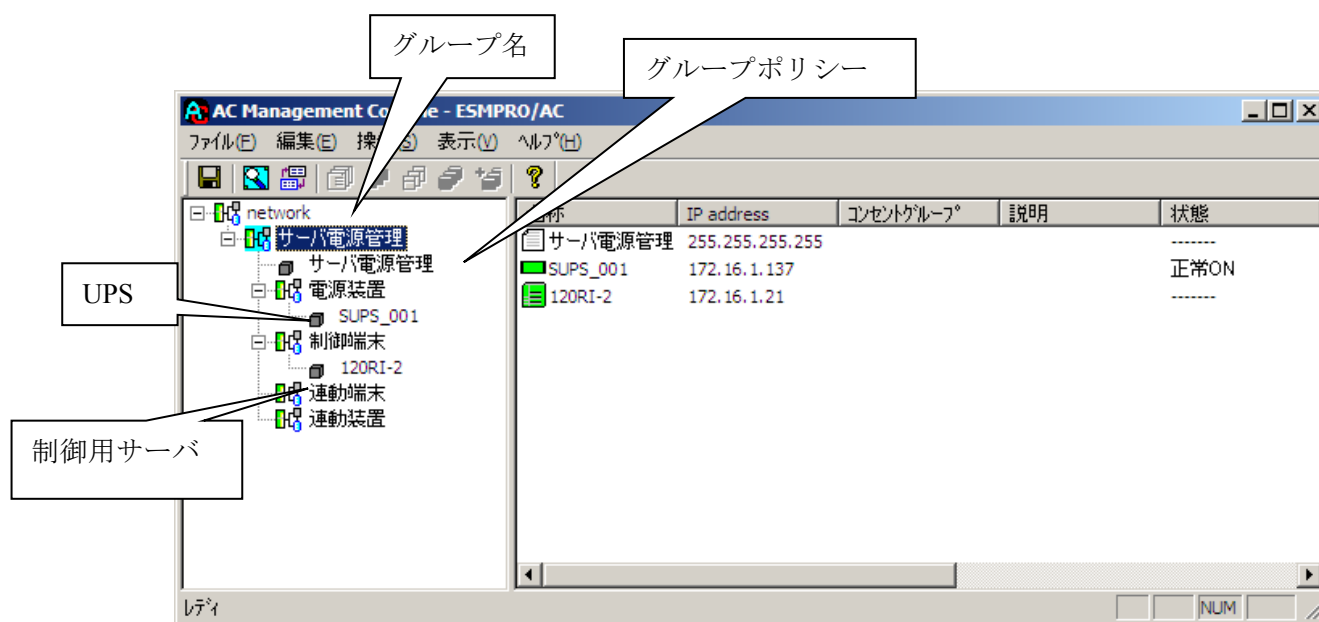 グループ名
グループポリシー
AC Management Co e - ESMPRO/AC
ファイル(F) 編集(E) 操 (S) 表示(V) ヘルプ(H)
network
サーバ電源管理
サーバ電源管理
電源装置
SUPS_001
制御端末
120RI-2
連動端末
連動装置
UPS
制御用サーバ
名称 IP address コンセントグループ 説明 状態
サーバ電源管理 255.255.255.255 -------
SUPS_001 172.16.1.137 正常ON
120RI-2 172.16.1.21 -------
レディ NUM